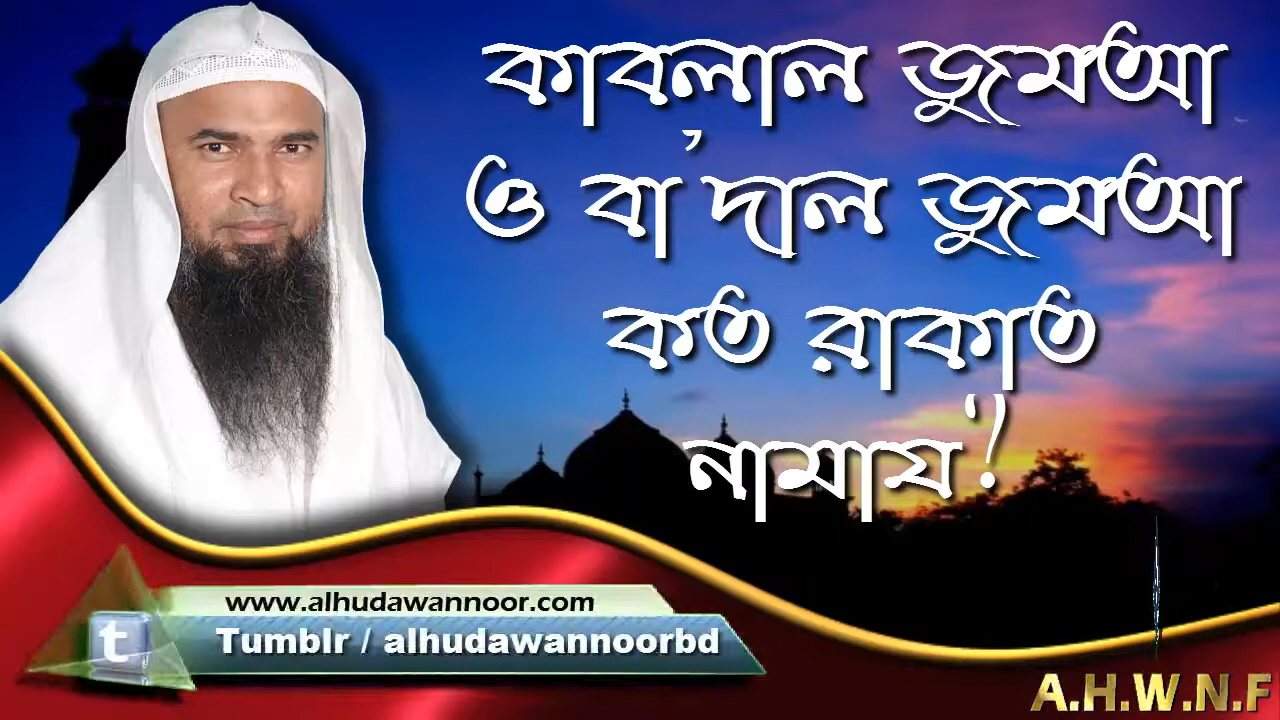 কাবলাল জুমআ
ও বা'দাল জুমআ
কত রাকাত
নামায?
www.alhudawannoor.com
t
Tumblr / alhudawannoorbd
A.H.W.N.F